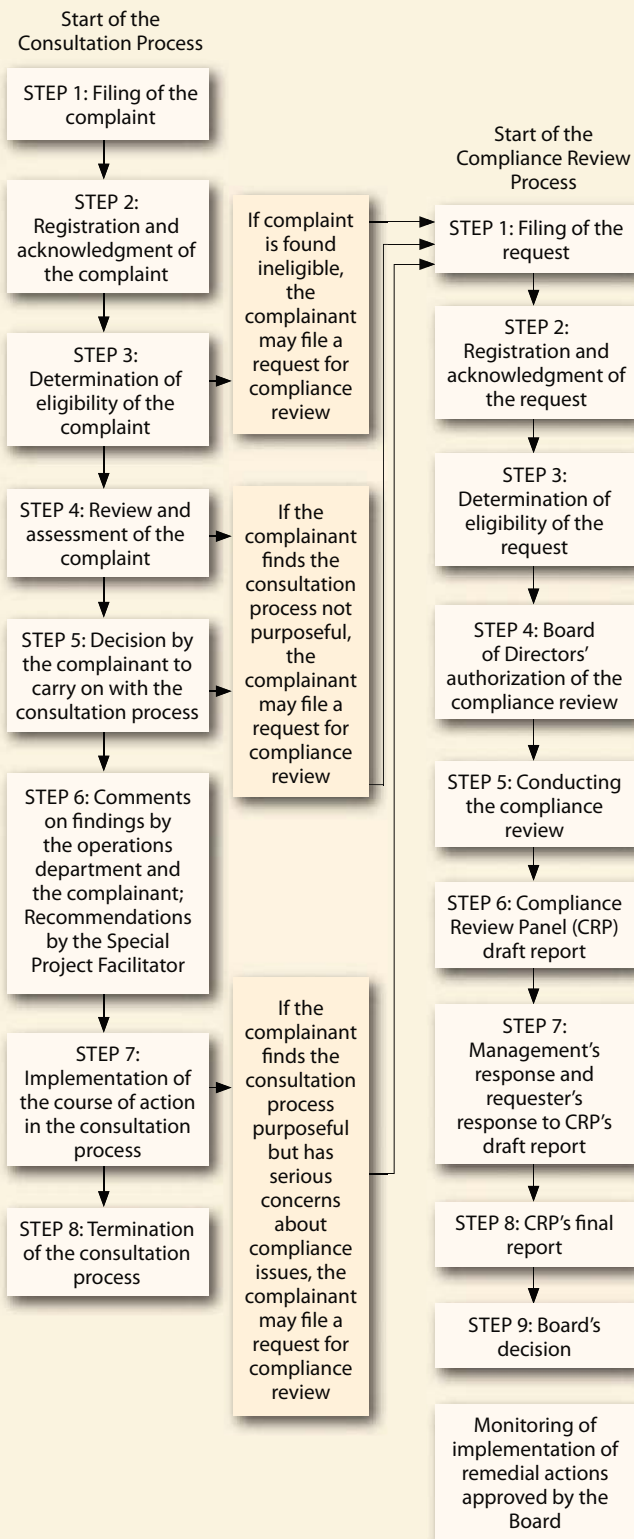 Start of the
Consultation Process
STEP 1: Filing of the
complaint
STEP 2:
Registration and
acknowledgment of
the complaint
STEP 3:
Determination of
eligibility of the
complaint
STEP 4: Review and
assessment of the
complaint
STEP 5: Decision by
the complainant to
carry on with the
consultation process
STEP 6: Comments
on findings by
the operations
department and
the complainant;
Recommendations
by the Special
Project Facilitator
STEP 7:
Implementation of
the course of action
in the consultation
process
STEP 8: Termination
of the consultation
process
If complaint
is found
ineligible,
the
complainant
may file a
request for
compliance
review
If the
complainant
finds the
consultation
process not
purposeful,
the
complainant
may file a
request for
compliance
review
If the
complainant
finds the
consultation
process
purposeful
but has
serious
concerns
about
compliance
issues, the
complainant
may file a
request for
compliance
review
Start of the
Compliance Review
Process
STEP 1: Filing of the
request
STEP 2:
Registration and
acknowledgment of
the request
STEP 3:
Determination of
eligibility of the
request
STEP 4: Board
of Directors’
authorization of the
compliance review
STEP 5: Conducting
the compliance
review
STEP 6: Compliance
Review Panel (CRP)
draft report
STEP 7:
Management’s
response and
requester’s
response to CRP’s
draft report
STEP 8: CRP’s final
report
STEP 9: Board’s
decision
Monitoring of
implementation of
remedial actions
approved by the
Board